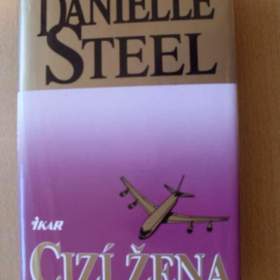 DANIELLE
STEEL
IKAR
CIZÍ ŽENA